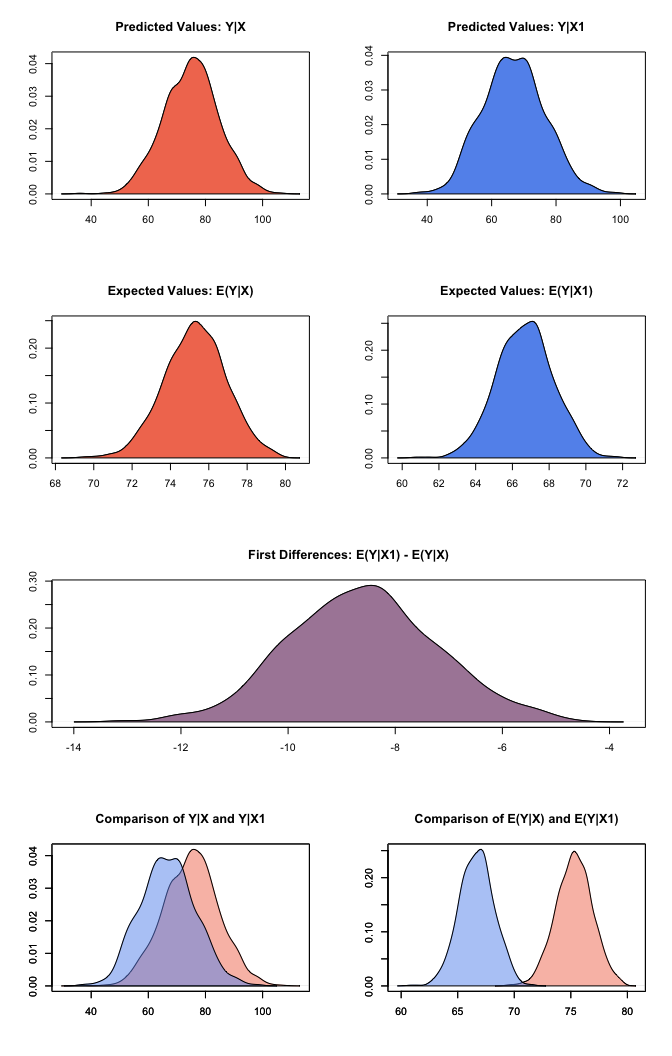 Predicted Values: Y|X
0.00 0.01 0.02 0.03 0.04
40 60 80 100
Predicted Values: Y|X1
0.00 0.01 0.02 0.03 0.04
40 60 80 100
Expected Values: E(Y|X)
0.00 0.10 0.20
68 70 72 74 76 78 80
Expected Values: E(Y|X1)
0.00 0.10 0.20
60 62 64 66 68 70 72
First Differences: E(Y|X1) - E(Y|X)
0.00 0.10 0.20 0.30
-14 -12 -10 -8 -6 -4
Comparison of Y|X and Y|X1
0.00 0.01 0.02 0.03 0.04
40 60 80 100
Comparison of E(Y|X) and E(Y|X1)
0.00 0.10 0.20
60 65 70 75 80